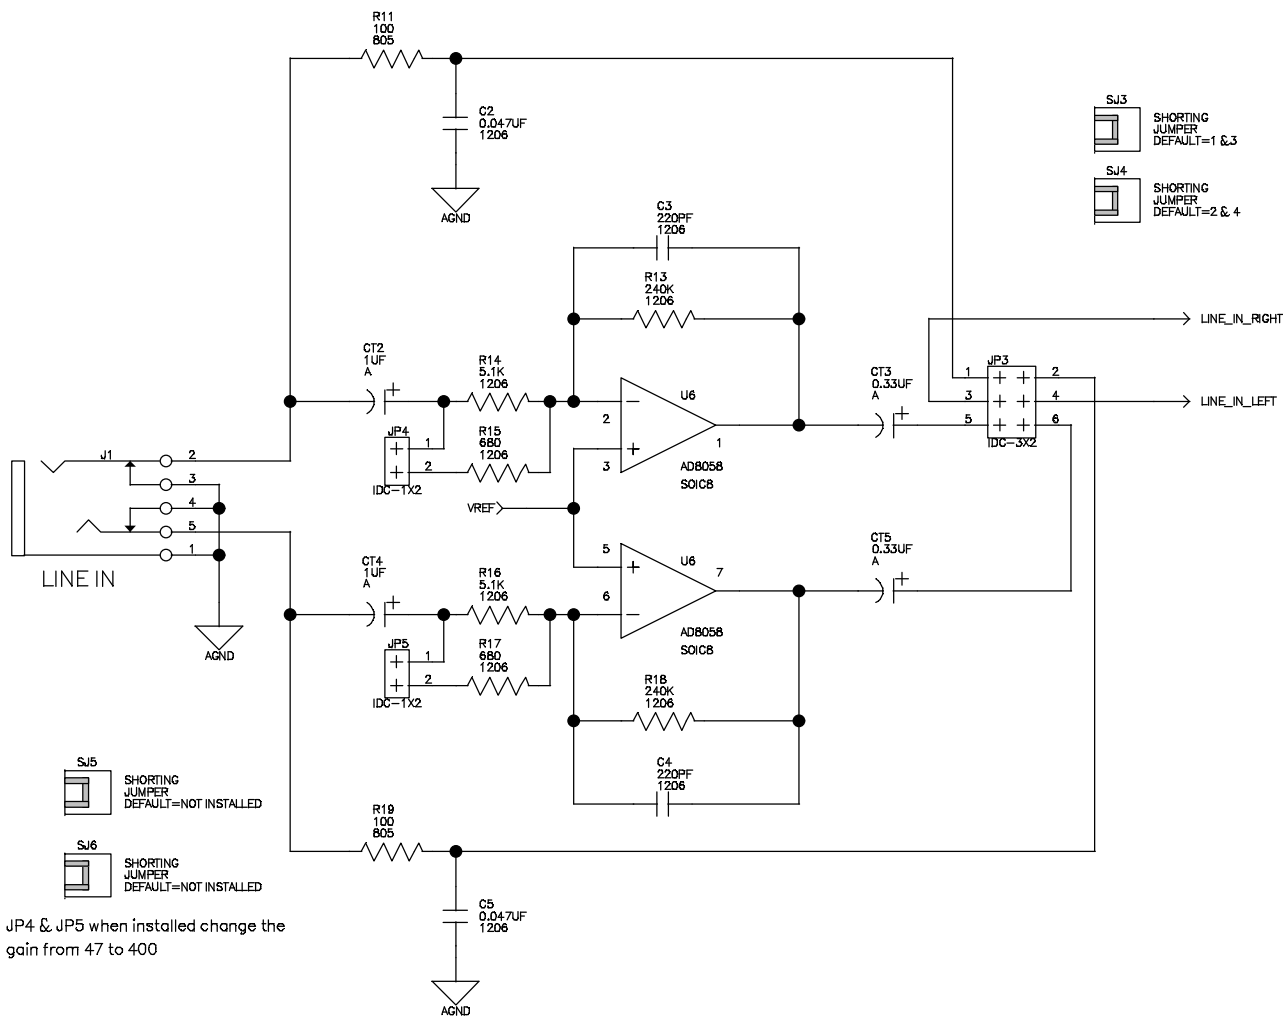 R11
100
805
C2
0.047UF
1206
AGND
SJ3
SHORTING
JUMPER
DEFAULT=1 &3
SJ4
SHORTING
JUMPER
DEFAULT=2 & 4
C3
220PF
1206
R13
240K
1206
LINE_IN_RIGHT
CT2
1UF
A
R14
5.1K
1206
JP4
1
2
IDC-1X2
R15
680
1206
2
3
U6
1
AD8058
SOIC8
CT3
0.33UF
A
JP3
1
2
3
4
5
6
IDC-3X2
LINE_IN_LEFT
J1
2
3
4
5
1
LINE IN
AGND
VREF
CT4
1UF
A
R16
5.1K
1206
JP5
1
2
IDC-1X2
R17
680
1206
5
6
U6
7
AD8058
SOIC8
CT5
0.33UF
A
R18
240K
1206
C4
220PF
1206
SJ5
SHORTING
JUMPER
DEFAULT=NOT INSTALLED
SJ6
SHORTING
JUMPER
DEFAULT=NOT INSTALLED
R19
100
805
C5
0.047UF
1206
AGND
JP4 & JP5 when installed change the
gain from 47 to 400